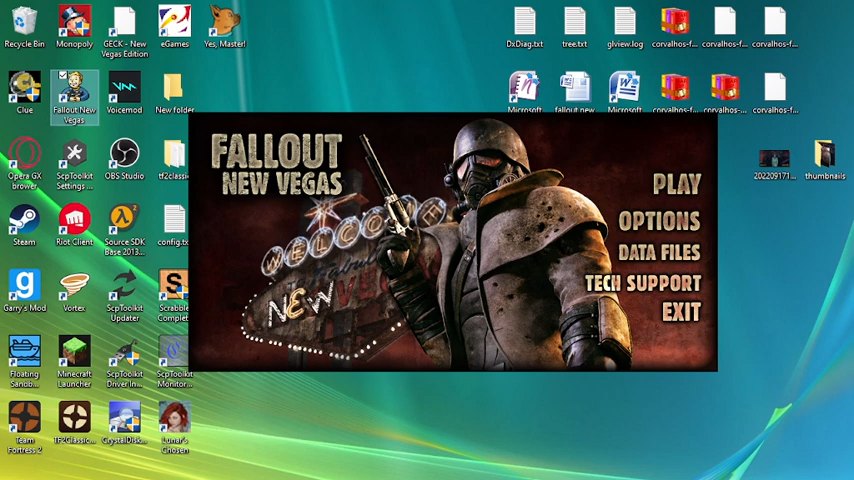 Recycle Bin
Monopoly
GECK - New
Vegas Edition
eGames
Yes, Master!
DxDiag.txt
tree.txt
glview.log
corvalhos-f...
corvalhos-f...
corvalhos-f...
Clue
Fallout New
Vegas
Voicemod
New folder
Microsoft
fallout new
Microsoft
corvalhos-f...
corvalhos-...
corvalhos-f...
FALLOUT
NEW VEGAS
WELCOME
NEW
PLAY
OPTIONS
DATA FILES
TECH SUPPORT
EXIT
Opera GX
brower
ScpToolkit
Settings ...
OBS Studio
tf2classi
202209171...
thumbnails
Steam
Riot Client
Source SDK
base 2013...
config.tx
Garry's Mod
Vortex
ScpToolkit
Updater
Scrabble
Complet
Floating
Sandb...
Minecraft
Launcher
ScpToolkit
Driver In...
ScpToolkit
Monitor...
Team
Fortress 2
TF2Classic...
CrystalDisk...
Lunar's
Chosen